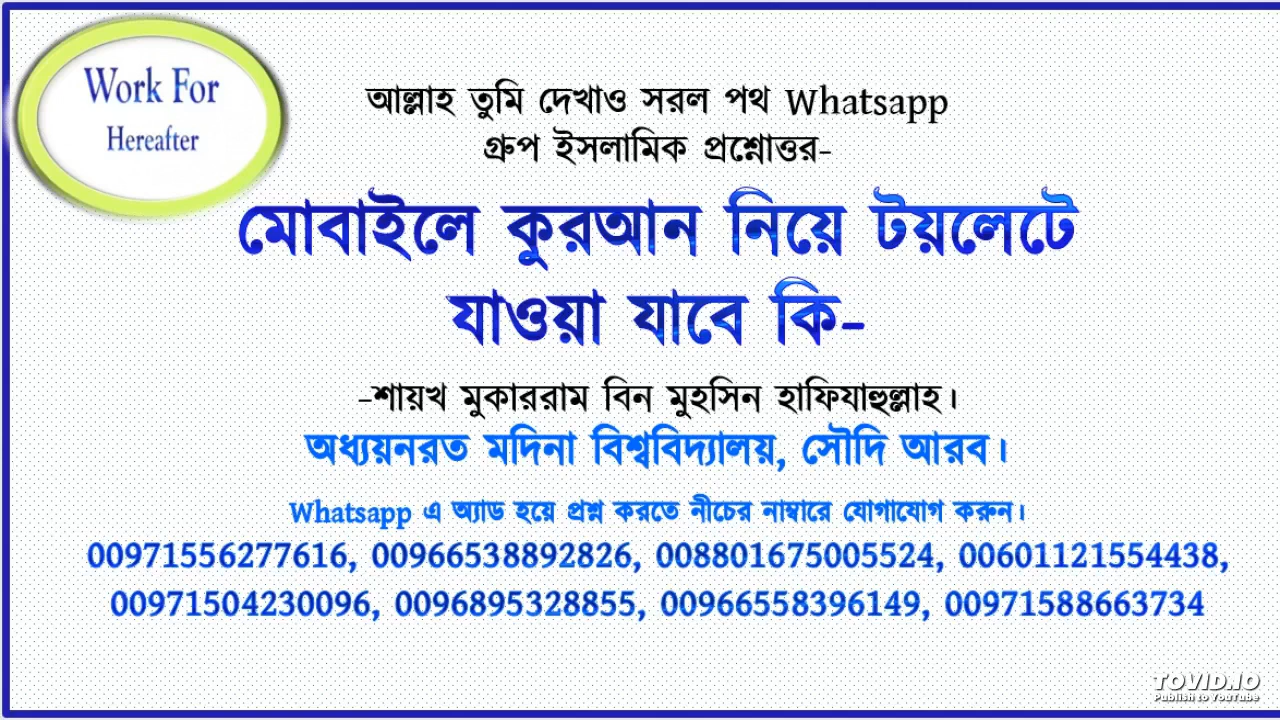 Work For
Hereafter
আল্লাহ তুমি দেখাও সরল পথ Whatsapp
গ্রুপ ইসলামিক প্রশ্নোত্তর-
মোবাইলে কুরআন নিয়ে টয়লেটে
যাওয়া যাবে কি-
-শায়খ মুকাররাম বিন মুহসিন হাফিযাহুল্লাহ।
অধ্যয়নরত মদিনা বিশ্ববিদ্যালয়, সৌদি আরব।
Whatsapp এ অ্যাড হয়ে প্রশ্ন করতে নীচের নাম্বারে যোগাযোগ করুন।
00971556277616, 00966538892826, 008801675005524, 00601121554438,
00971504230096, 0096895328855, 00966558396149, 00971588663734
TOVID.IO
Publish to YouTube